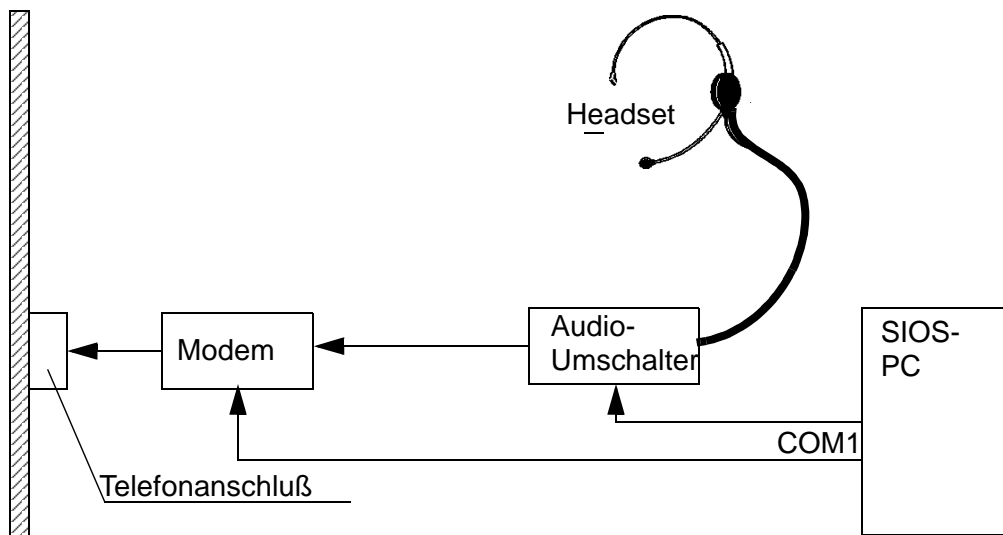 Headset
Modem
Audio-
Umschalter
SIOS-
PC
COM1
Telefonanschluß